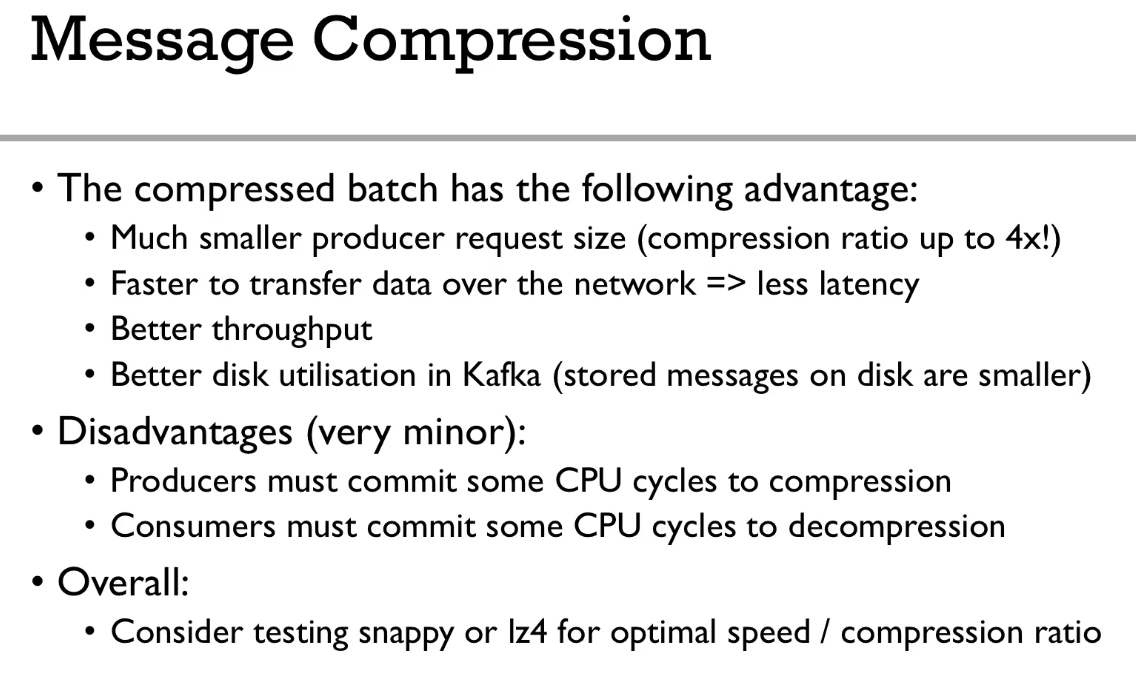 Message Compression
• The compressed batch has the following advantage:
• Much smaller producer request size (compression ratio up to 4x!)
• Faster to transfer data over the network => less latency
• Better throughput
• Better disk utilisation in Kafka (stored messages on disk are smaller)
• Disadvantages (very minor):
• Producers must commit some CPU cycles to compression
• Consumers must commit some CPU cycles to decompression
• Overall:
• Consider testing snappy or lz4 for optimal speed / compression ratio